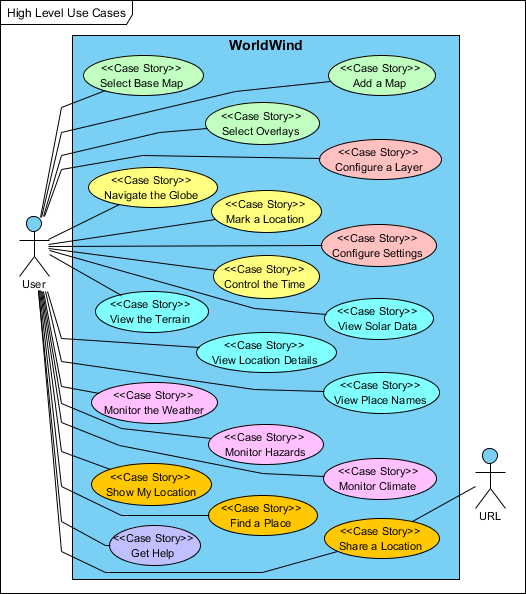 High Level Use Cases
WorldWind
<<Case Story>>
Select Base Map
<<Case Story>>
Add a Map
<<Case Story>>
Select Overlays
<<Case Story>>
Configure a Layer
<<Case Story>>
Navigate the Globe
<<Case Story>>
Mark a Location
<<Case Story>>
Configure Settings
<<Case Story>>
Control the Time
User
<<Case Story>>
View the Terrain
<<Case Story>>
View Solar Data
<<Case Story>>
View Location Details
<<Case Story>>
View Place Names
<<Case Story>>
Monitor the Weather
<<Case Story>>
Monitor Hazards
<<Case Story>>
Monitor Climate
<<Case Story>>
Show My Location
<<Case Story>>
Find a Place
URL
<<Case Story>>
Share a Location
<<Case Story>>
Get Help